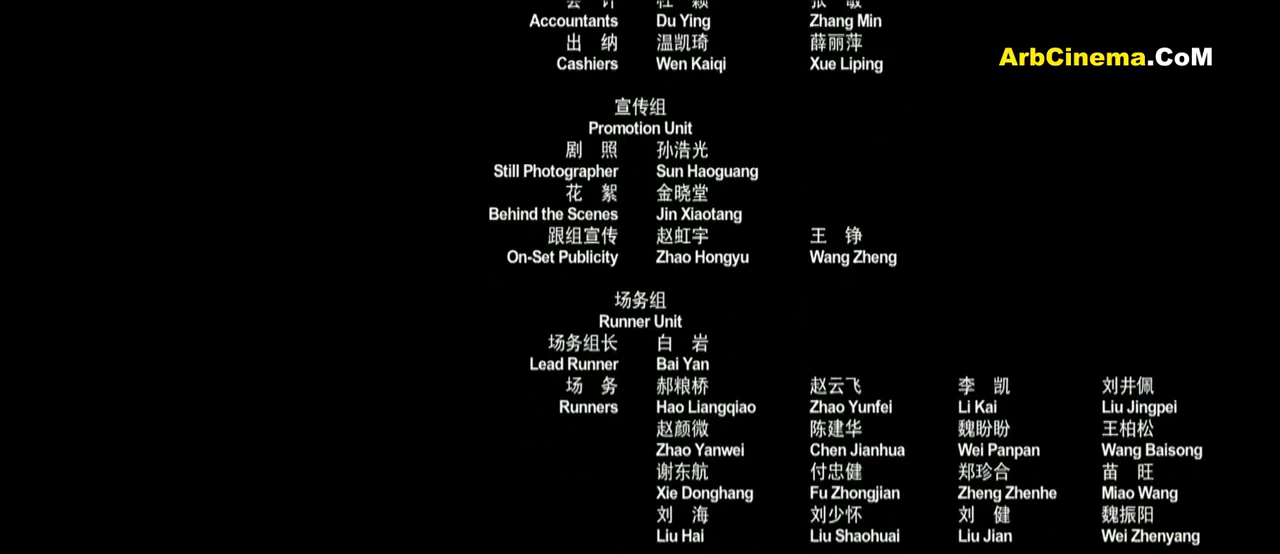 会 计 杜 颖 张 敏
Accountants Du Ying Zhang Min
出 纳 温凯琦 薛丽萍
Cashiers Wen Kaiqi Xue Liping
ArbCinema.CoM
宣传组
Promotion Unit
剧 照 孙浩光
Still Photographer Sun Haoguang
花 絮 金晓堂
Behind the Scenes Jin Xiaotang
跟组宣传 赵虹宇 王 铮
On-Set Publicity Zhao Hongyu Wang Zheng
场务组
Runner Unit
场务组长 白 岩
Lead Runner Bai Yan
场 务 郝粮桥 赵云飞 李 凯 刘井佩
Runners Hao Liangqiao Zhao Yunfei Li Kai Liu Jingpei
赵颜微 陈建华 魏盼盼 王柏松
Zhao Yanwei Chen Jianhua Wei Panpan Wang Baisong
谢东航 付忠健 郑珍合 苗 旺
Xie Donghang Fu Zhongjian Zheng Zhenhe Miao Wang
刘 海 刘少怀 刘 健 魏振阳
Liu Hai Liu Shaohuai Liu Jian Wei Zhenyang